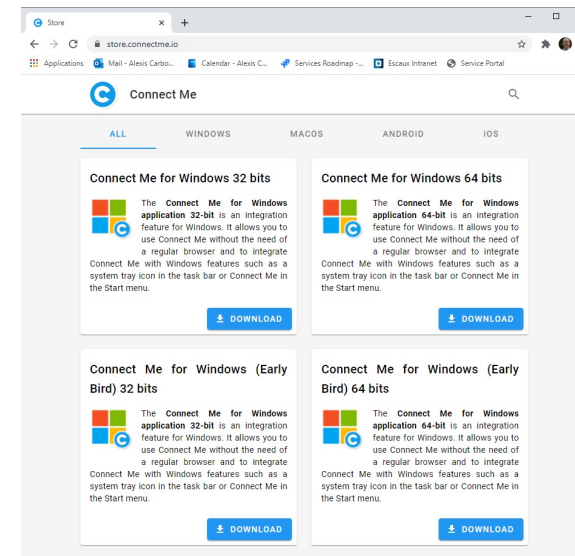 Store
store.connectme.io
Applications Mail - Alexis Carbo... Calendar - Alexis C... Services Roadmap -... Escaux Intranet Service Portal
Connect Me
ALL WINDOWS MACOS ANDROID IOS
Connect Me for Windows 32 bits
The Connect Me for Windows
application 32-bit is an integration
feature for Windows. It allows you to
use Connect Me without the need of
a regular browser and to integrate
Connect Me with Windows features such as a
system tray icon in the task bar or Connect Me in
the Start menu.
DOWNLOAD
Connect Me for Windows 64 bits
The Connect Me for Windows
application 64-bit is an integration
feature for Windows. It allows you to
use Connect Me without the need of
a regular browser and to integrate
Connect Me with Windows features such as a
system tray icon in the task bar or Connect Me in
the Start menu.
DOWNLOAD
Connect Me for Windows (Early
Bird) 32 bits
The Connect Me for Windows
application 32-bit is an integration
feature for Windows. It allows you to
use Connect Me without the need of
a regular browser and to integrate
Connect Me with Windows features such as a
system tray icon in the task bar or Connect Me in
the Start menu.
DOWNLOAD
Connect Me for Windows (Early
Bird) 64 bits
The Connect Me for Windows
application 64-bit is an integration
feature for Windows. It allows you to
use Connect Me without the need of
a regular browser and to integrate
Connect Me with Windows features such as a
system tray icon in the task bar or Connect Me in
the Start menu.
DOWNLOAD